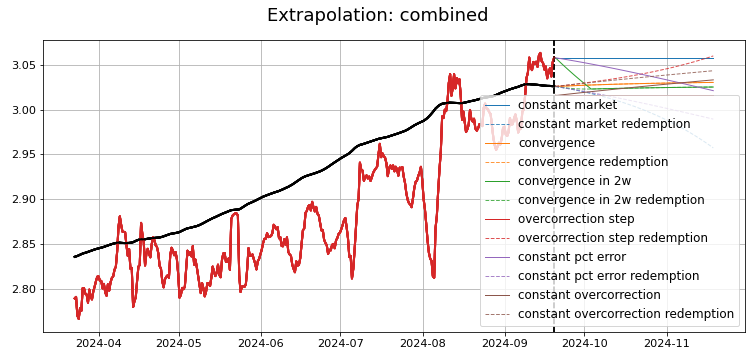 Extrapolation: combined
3.05
3.00
2.95
2.90
2.85
2.80
constant market
constant market redemption
convergence
convergence redemption
convergence in 2w
convergence in 2w redemption
overcorrection step
overcorrection step redemption
constant pct error
constant pct error redemption
constant overcorrection
constant overcorrection redemption
2024-04 2024-05 2024-06 2024-07 2024-08 2024-09 2024-10 2024-11